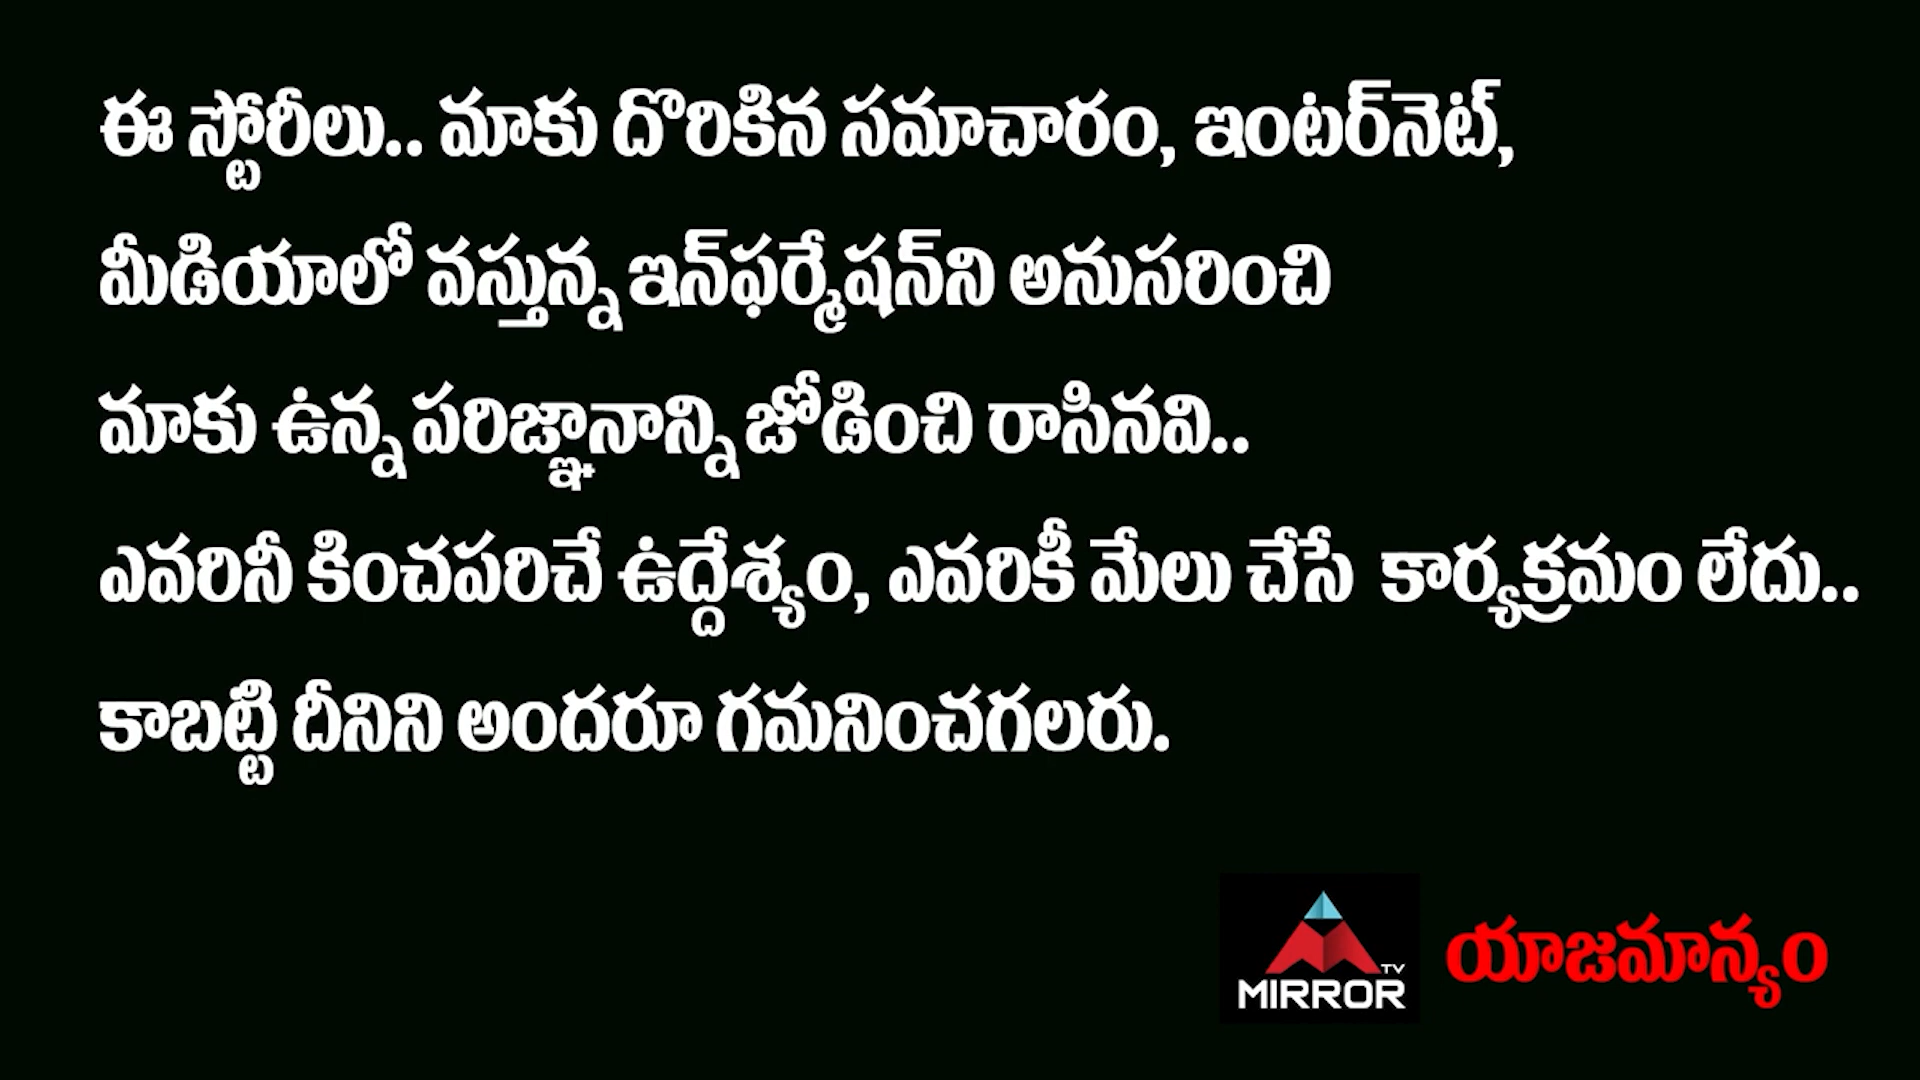 ఈ స్టోరీలు.. మాకు దొరికిన సమాచారం, ఇంటర్‌నెట్,
మీడియాలో వస్తున్న ఇన్‌ఫర్మేషన్‌ని అనుసరించి
మాకు ఉన్న పరిజ్ఞానాన్ని జోడించి రాసినవి..
ఎవరినీ కించపరిచే ఉద్దేశ్యం, ఎవరికీ మేలు చేసే కార్యక్రమం లేదు..
కాబట్టి దీనిని అందరూ గమనించగలరు.
TV
MIRROR
యాజమాన్యం